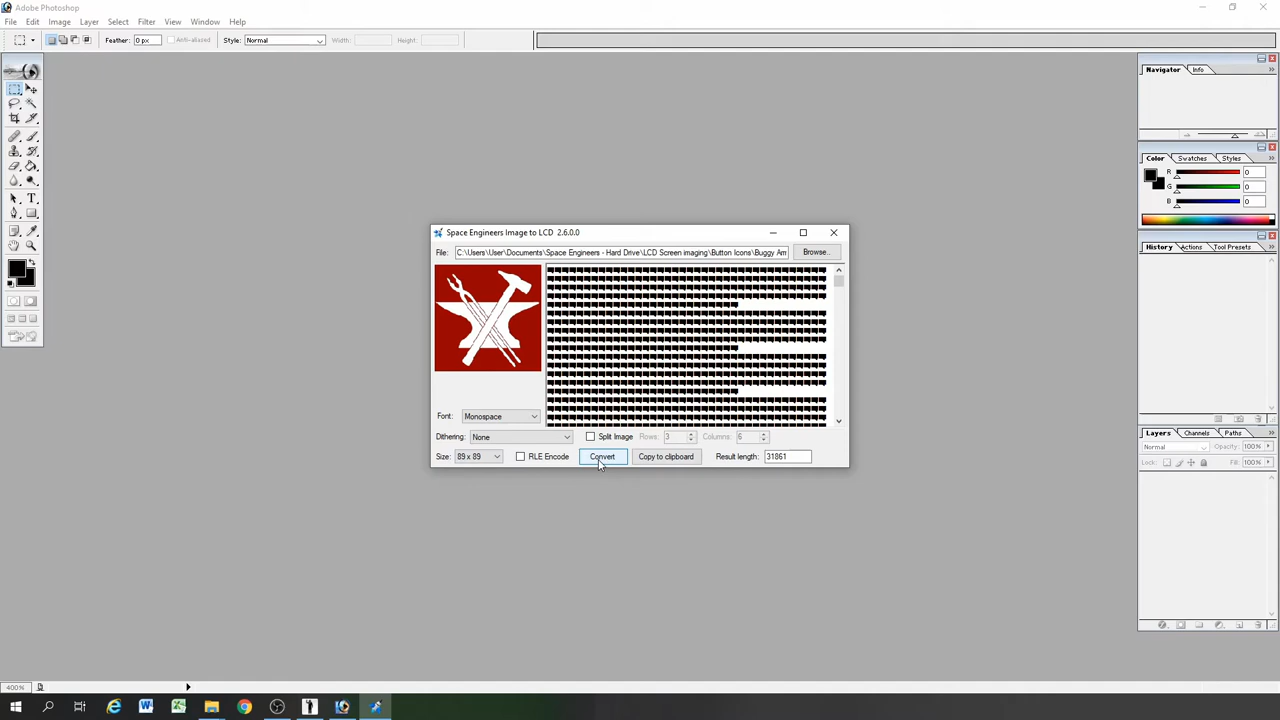 Adobe Photoshop
File Edit Image Layer Select Filter View Window Help
Feather: 0 px Anti-aliased Style: Normal Width: Height:
Navigator Info
Color Swatches Styles
R 0
G 0
B 0
Space Engineers Image to LCD 2.6.0.0
File: C:\Users\User\Documents\Space Engineers - Hard Drive\LCD Screen imaging\Button Icons\Buggy Am Browse..
History Actions Tool Presets
Font: Monospace
Dithering: None Split Image Rows: 3 Columns: 6
Size: 89 x 89 RLE Encode Convert Copy to clipboard Result length: 31861
Layers Channels Paths
Normal Opacity: 100%
Lock: Fill: 100%
400%